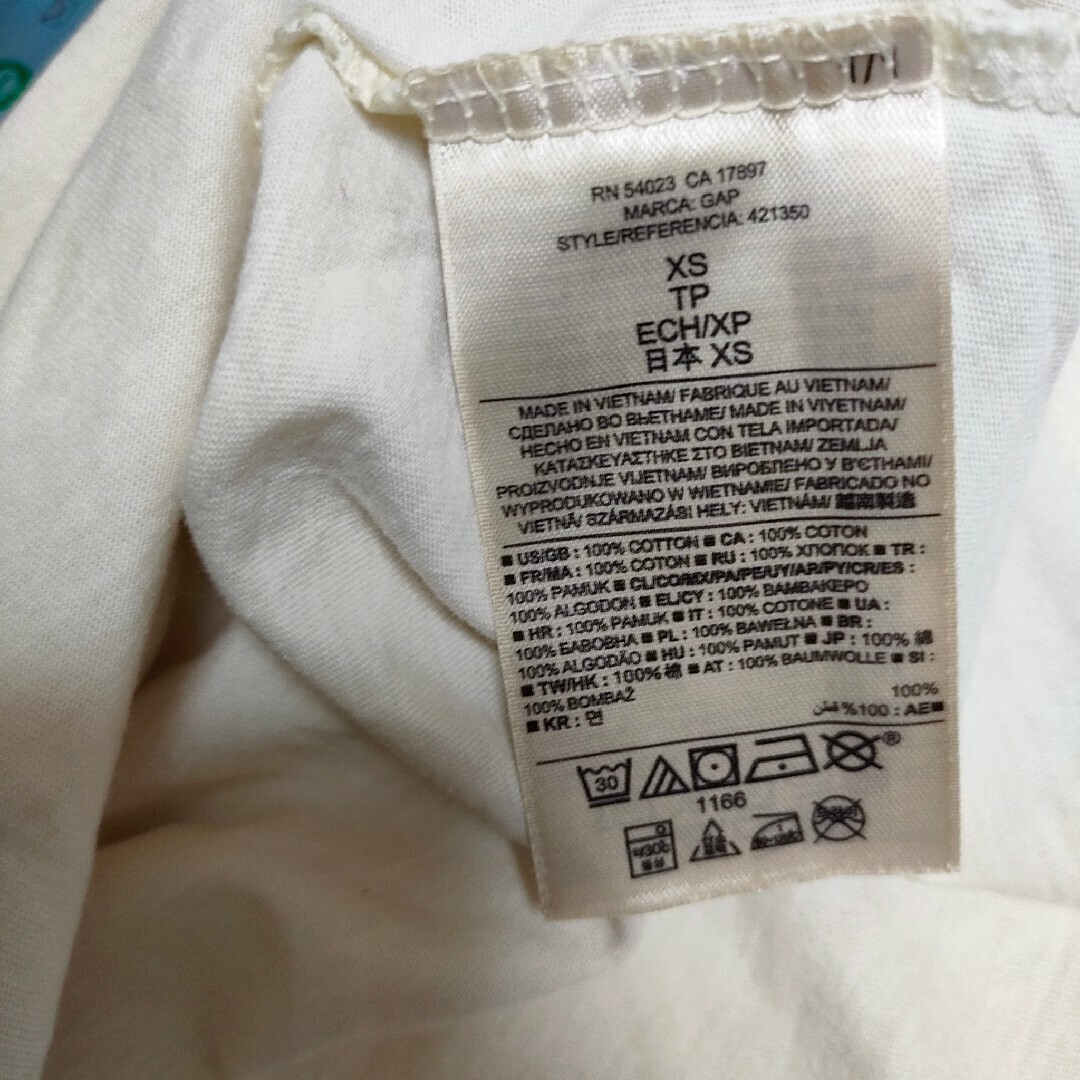 RN 54023 CA 17897
MARCA: GAP
STYLE/REFERENCIA: 421350
XS
TP
ECH/XP
日本 XS
MADE IN VIETNAM/ FABRIQUE AU VIETNAM/
СДЕЛАНО ВО ВЬЕТНАМЕ/ MADE IN VIYETNAM/
HECHO EN VIETNAM CON TELA IMPORTADA/
ΚΑΤΑΣΚΕΥΑΣΤΗΚΕ ΣΤΟ ΒΙΕΤΝΑΜ/ ZEMLJA
PROIZVODNJE VIJETNAM/ ВИРОБЛЕНО У В'ЄТНАМІ/
WYPRODUKOWANO W WIETNAMIE/ FABRICADO NO
VIETNÃ/ SZÁRMAZÁSI HELY: VIETNÁM/ 越南製造
■ US/GB : 100% COTTON ■ CA : 100% COTON
■ FR/MA : 100% COTON ■ RU : 100% ХЛОПОК ■ TR :
100% PAMUK ■ CL/CO/MX/PA/PE/UY/AR/PY/CR/ES :
100% ALGODON ■ EL/CY : 100% ΒΑΜΒΑΚΕΡΟ
■ HR : 100% PAMUK ■ IT : 100% COTONE ■ UA :
100% БАВОВНА ■ PL : 100% BAWEŁNA ■ BR :
100% ALGODÃO ■ HU : 100% PAMUT ■ JP : 100% 綿
■ TW/HK : 100% 棉 ■ AT : 100% BAUMWOLLE ■ SI :
100% BOMBAŽ
100%
■ KR : 면
■AE : 100% قطن
30
®
1166